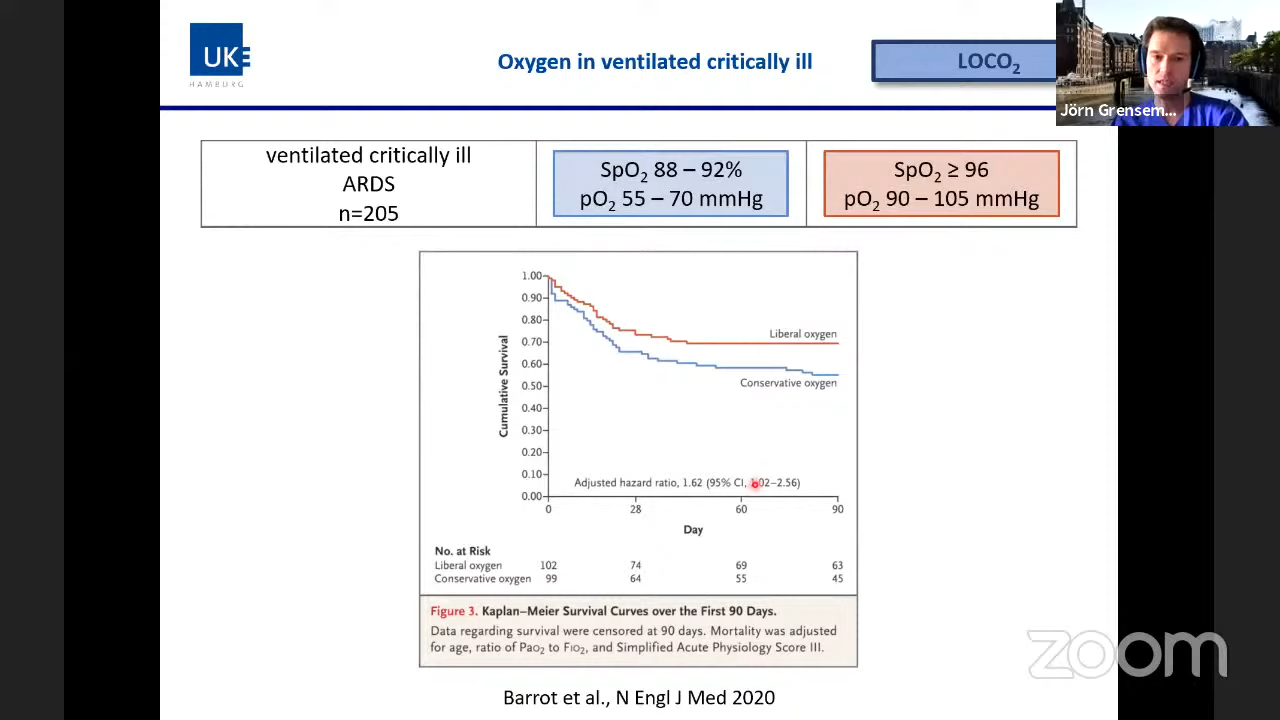 UKE
HAMBURG
Oxygen in ventilated critically ill
LOCO₂
Jörn Grensem...
ventilated critically ill
ARDS
n=205
SpO₂ 88 – 92%
pO₂ 55 – 70 mmHg
SpO₂ ≥ 96
pO₂ 90 – 105 mmHg
1.00
0.90
0.80
0.70
0.60
0.50
0.40
0.30
0.20
0.10
0.00
Cumulative Survival
Liberal oxygen
Conservative oxygen
Adjusted hazard ratio, 1.62 (95% CI, 1.02–2.56)
0 28 60 90
Day
No. at Risk
Liberal oxygen 102 74 69 63
Conservative oxygen 99 64 55 45
Figure 3. Kaplan–Meier Survival Curves over the First 90 Days.
Data regarding survival were censored at 90 days. Mortality was adjusted
for age, ratio of PaO₂ to FIO₂, and Simplified Acute Physiology Score III.
Barrot et al., N Engl J Med 2020
zoom